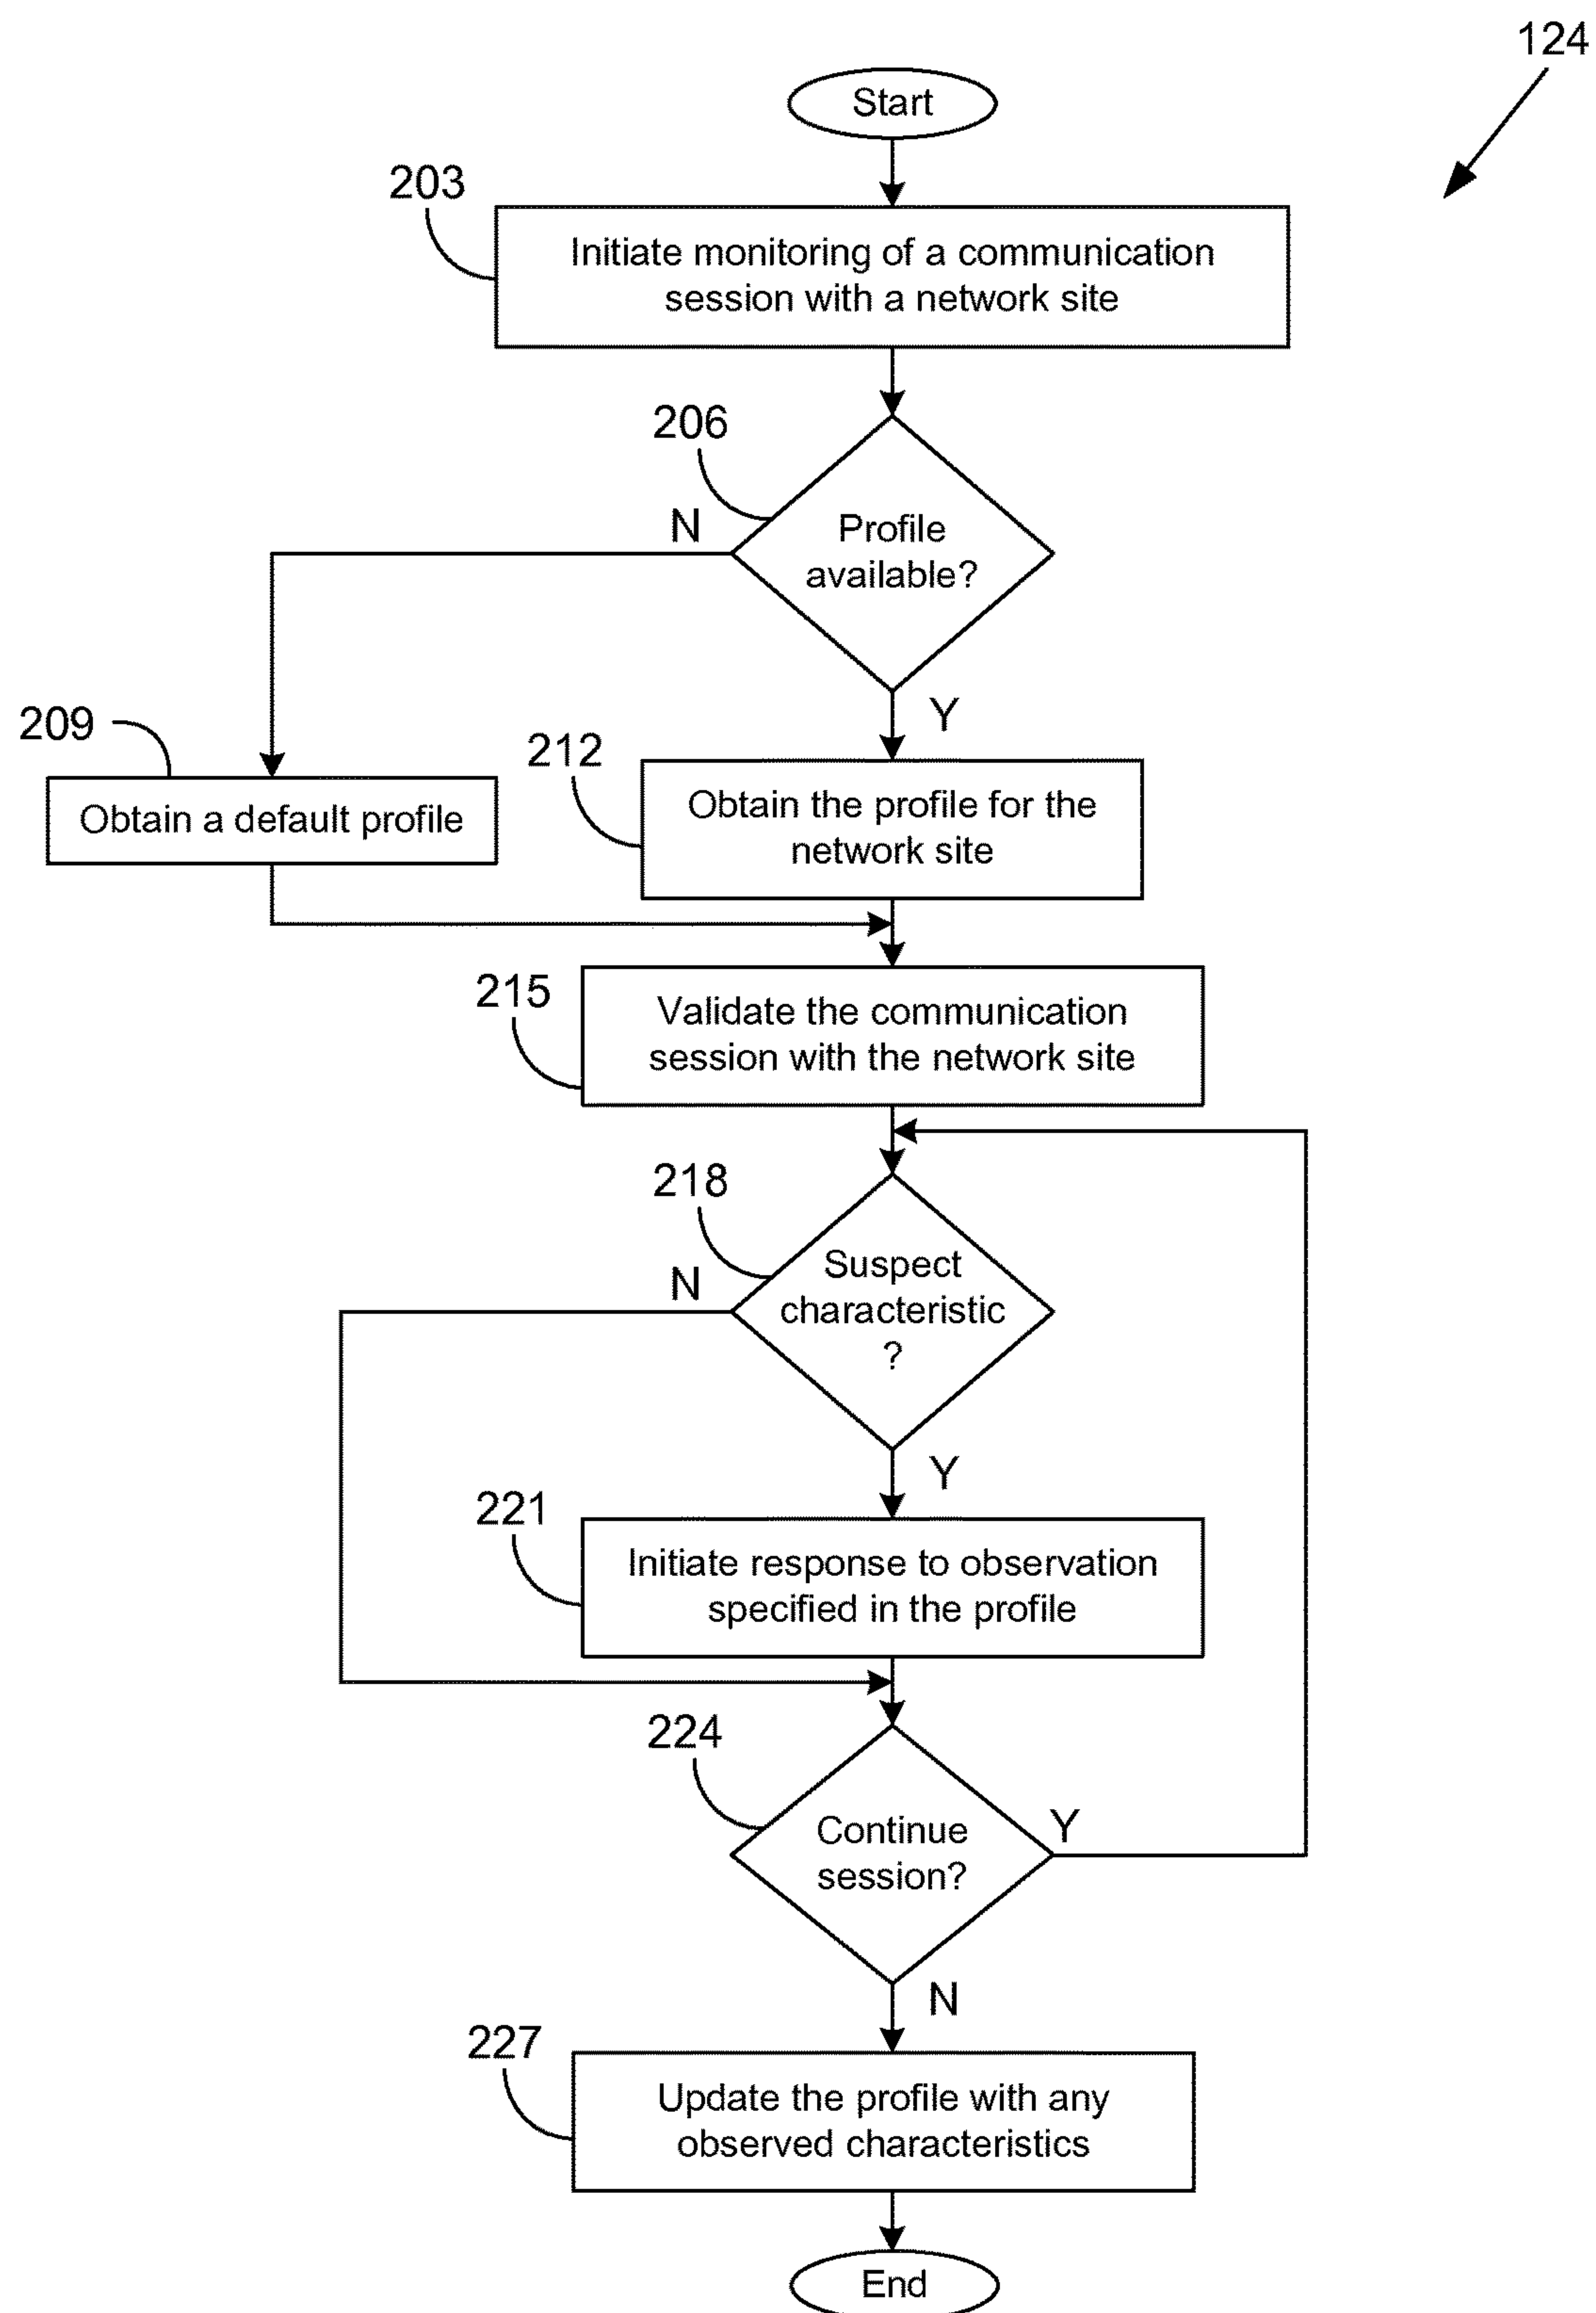 124
Start
203
Initiate monitoring of a communication
session with a network site
206
N
Profile
available?
Y
209
Obtain a default profile
212
Obtain the profile for the
network site
215
Validate the communication
session with the network site
218
N
Suspect
characteristic
?
Y
221
Initiate response to observation
specified in the profile
224
Continue
session?
Y
N
227
Update the profile with any
observed characteristics
End